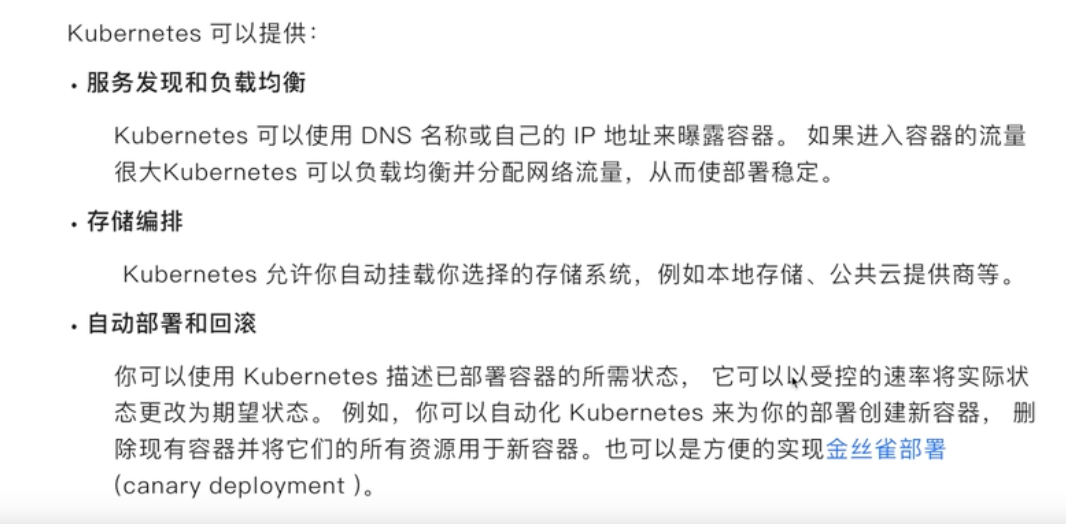 Kubernetes 可以提供：
• 服务发现和负载均衡
Kubernetes 可以使用 DNS 名称或自己的 IP 地址来曝露容器。 如果进入容器的流量
很大Kubernetes 可以负载均衡并分配网络流量，从而使部署稳定。
• 存储编排
Kubernetes 允许你自动挂载你选择的存储系统，例如本地存储、公共云提供商等。
• 自动部署和回滚
你可以使用 Kubernetes 描述已部署容器的所需状态， 它可以以受控的速率将实际状
态更改为期望状态。 例如，你可以自动化 Kubernetes 来为你的部署创建新容器， 删
除现有容器并将它们的所有资源用于新容器。也可以是方便的实现金丝雀部署
(canary deployment )。